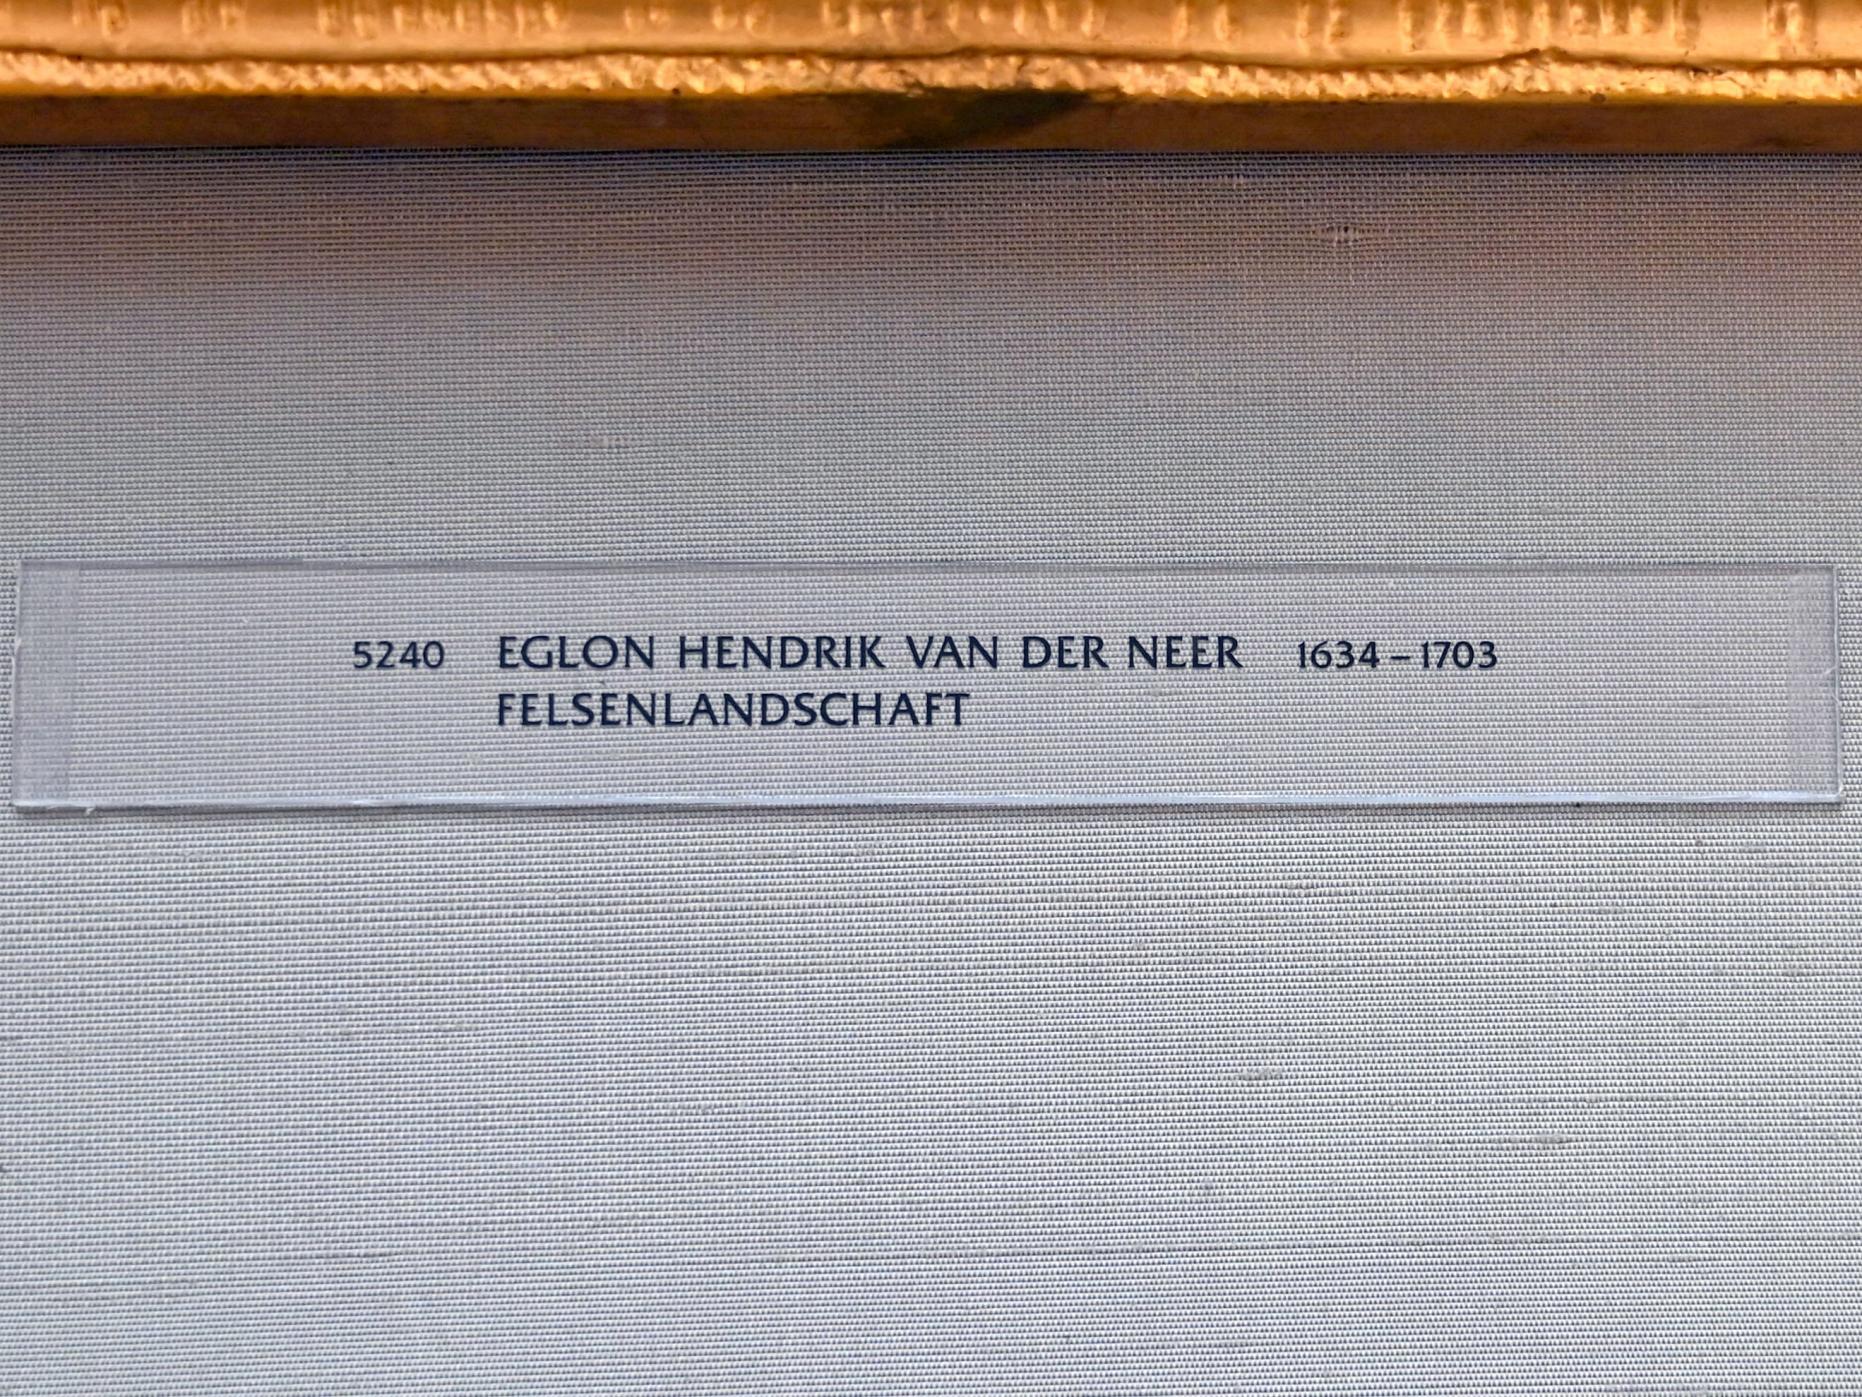 5240 EGLON HENDRIK VAN DER NEER 1634 – 1703
FELSENLANDSCHAFT